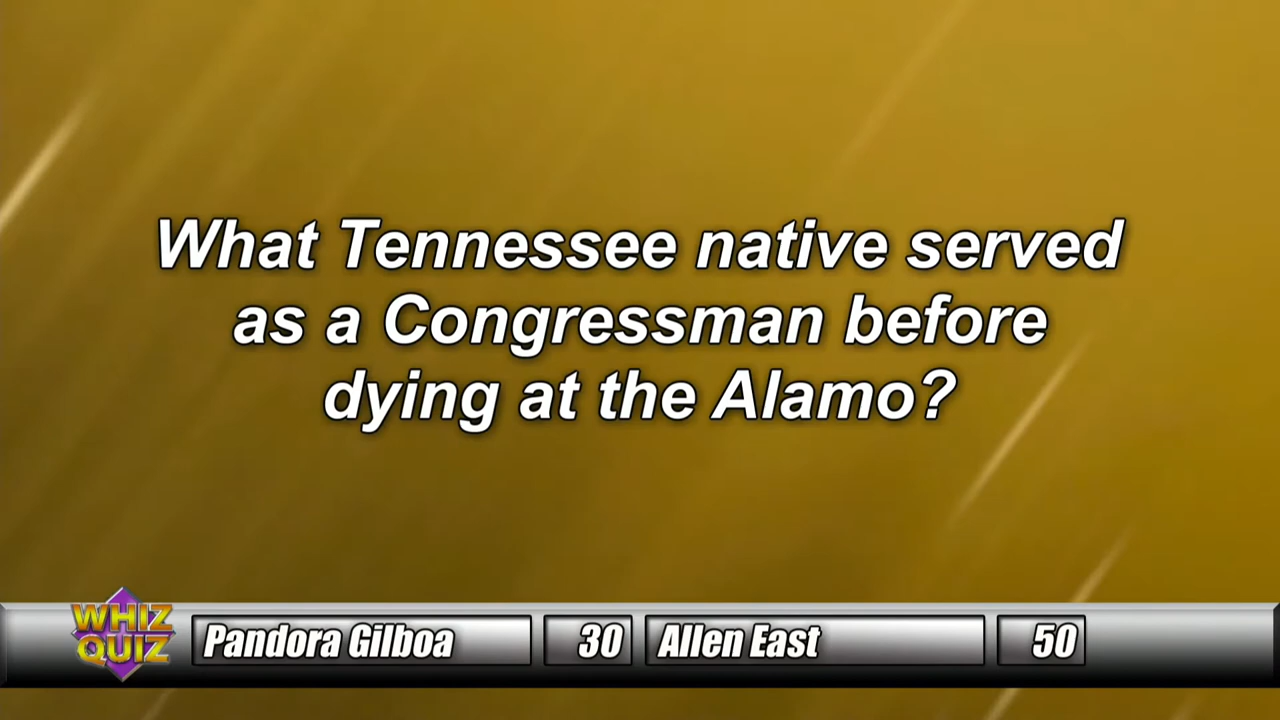 What Tennessee native served
as a Congressman before
dying at the Alamo?
WHIZ
QUIZ
Pandora Gilboa 30 Allen East 50